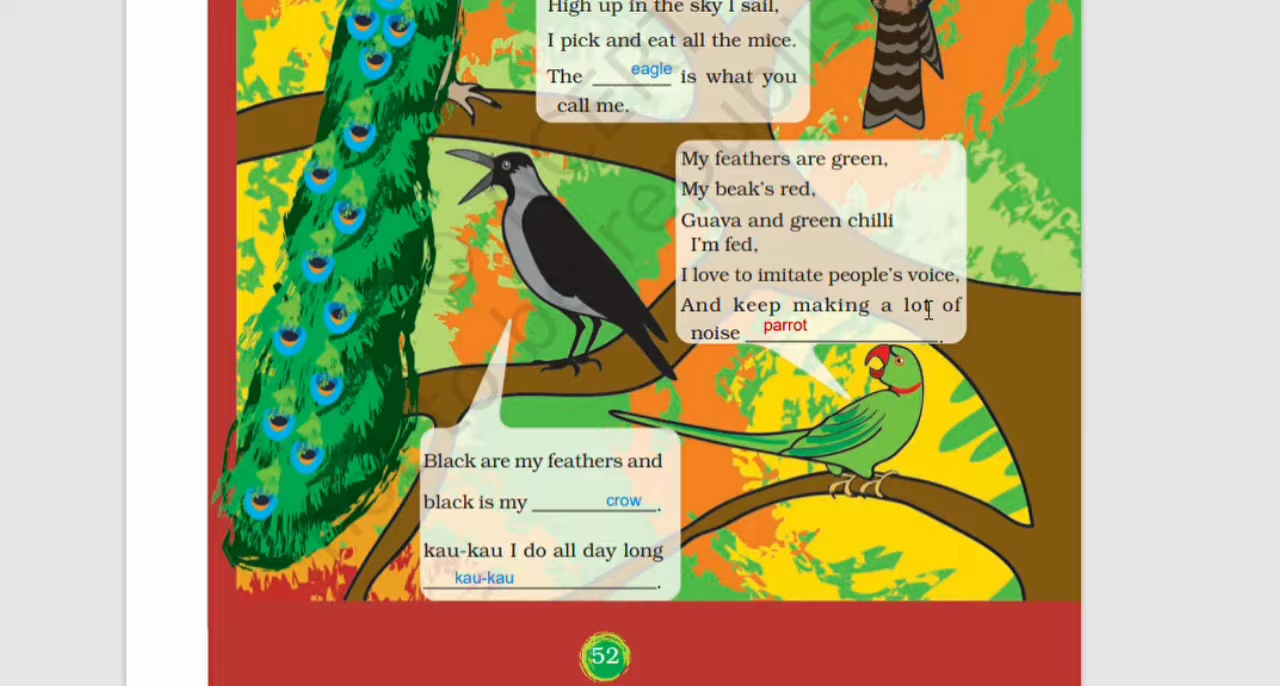 High up in the sky I sail,
I pick and eat all the mice.
The eagle is what you
call me.
My feathers are green,
My beak's red,
Guava and green chilli
I'm fed,
I love to imitate people's voice,
And keep making a lot of
noise parrot.
Black are my feathers and
black is my crow.
kau-kau I do all day long
kau-kau.
52